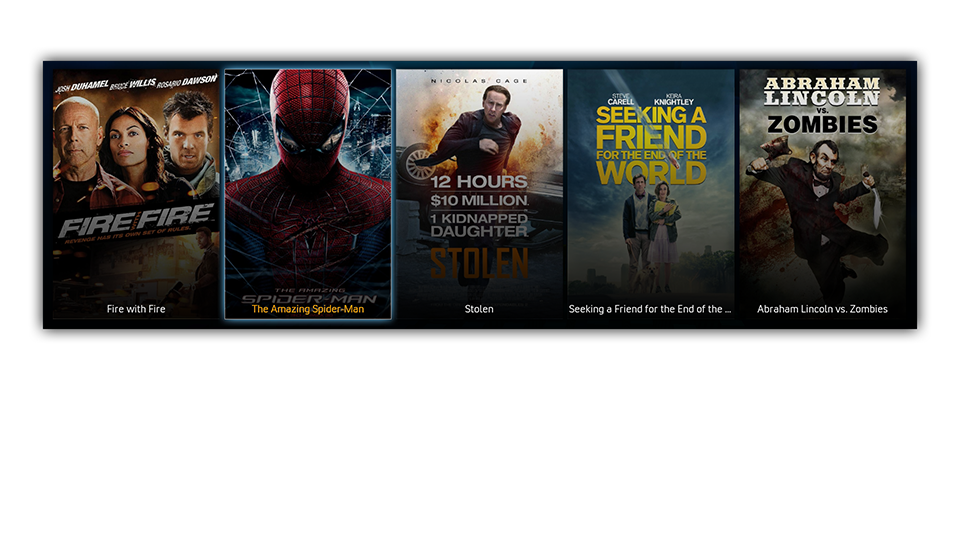 JOSH DUHAMEL BRUCE WILLIS ROSARIO DAWSON
FIRE WITH FIRE
REVENGE HAS ITS OWN SET OF RULES.
Fire with Fire
THE AMAZING
SPIDER-MAN
The Amazing Spider-Man
NICOLAS CAGE
12 HOURS
$10 MILLION
1 KIDNAPPED
DAUGHTER
STOLEN
Stolen
STEVE CARELL KEIRA KNIGHTLEY
SEEKING A
FRIEND
FOR THE END OF THE
WORLD
Seeking a Friend for the End of the ...
ABRAHAM
LINCOLN
VS.
ZOMBIES
Abraham Lincoln vs. Zombies